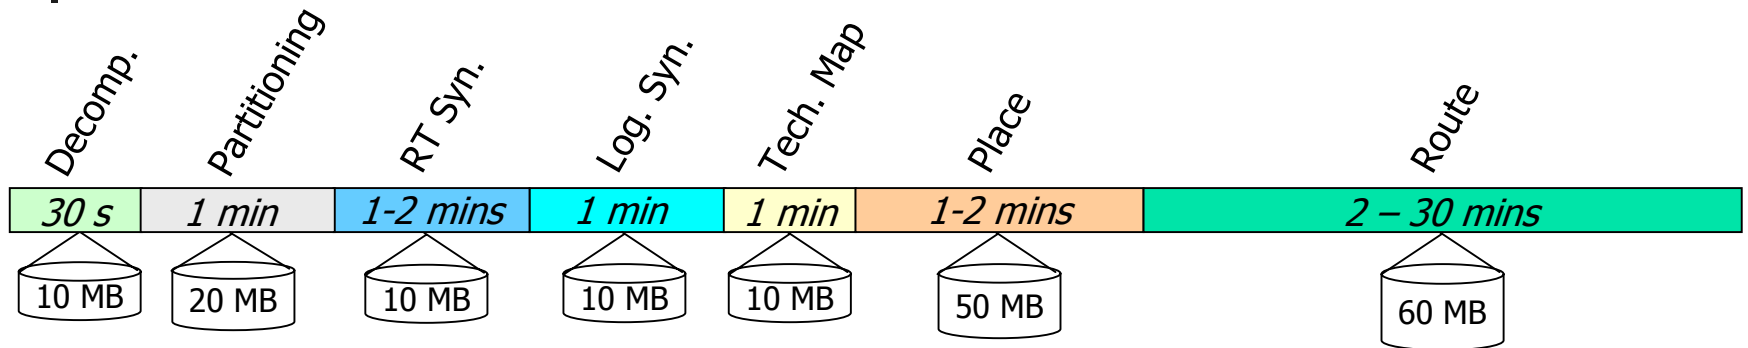 Decomp.
Partitioning
RT Syn.
Log. Syn.
Tech. Map
Place
Route
30 s
1 min
1-2 mins
1 min
1 min
1-2 mins
2 – 30 mins
10 MB
20 MB
10 MB
10 MB
10 MB
50 MB
60 MB